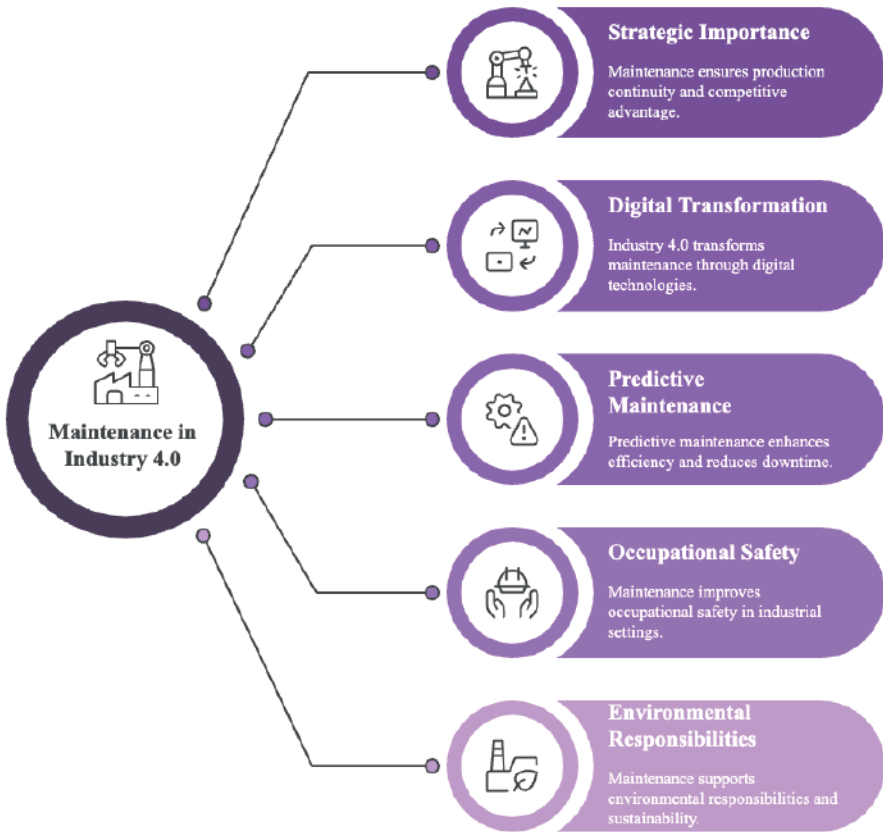 Strategic Importance
Maintenance ensures production
continuity and competitive
advantage.
Digital Transformation
Industry 4.0 transforms
maintenance through digital
technologies.
Maintenance in
Industry 4.0
Predictive
Maintenance
Predictive maintenance enhances
efficiency and reduces downtime.
Occupational Safety
Maintenance improves
occupational safety in industrial
settings.
Environmental
Responsibilities
Maintenance supports
environmental responsibilities and
sustainability.